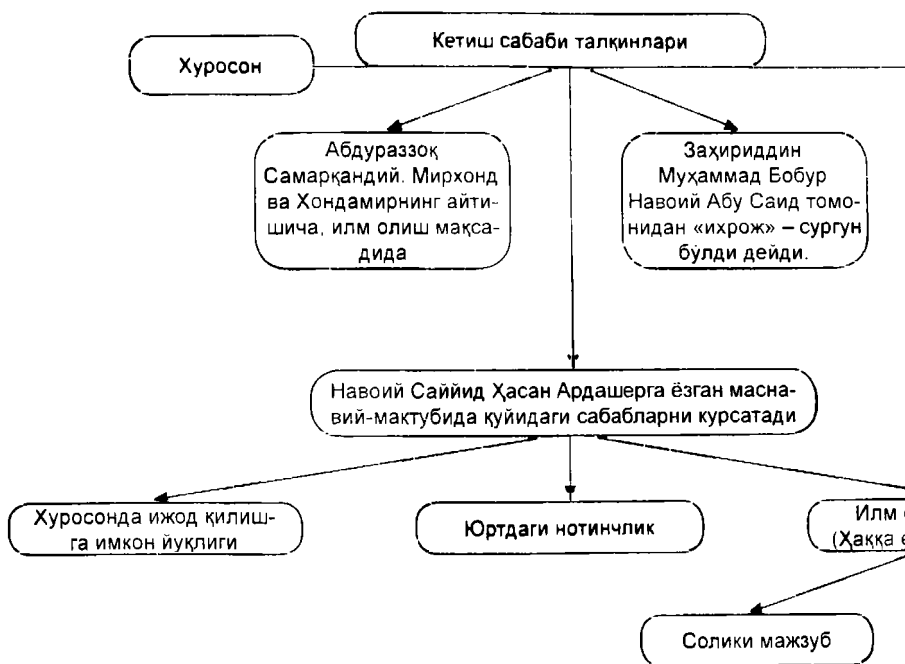 Кетиш сабаби талқинлари
Хуросон
Абдураззоқ
Самарқандий. Мирхонд
ва Хондамирнинг айти-
шича, илм олиш мақса-
дида
Заҳириддин
Муҳаммад Бобур
Навоий Абу Саид томо-
нидан «ихрож» – сургун
бўлди дейди.
Навоий Саййид Ҳасан Ардашерга ёзган масна-
вий-мактубида қуйидаги сабабларни курсатади
Хуросонда ижод қилиш-
га имкон йуқлиги
Юртдаги нотинчлик
Илм
(Ҳаққа
Солики мажзуб